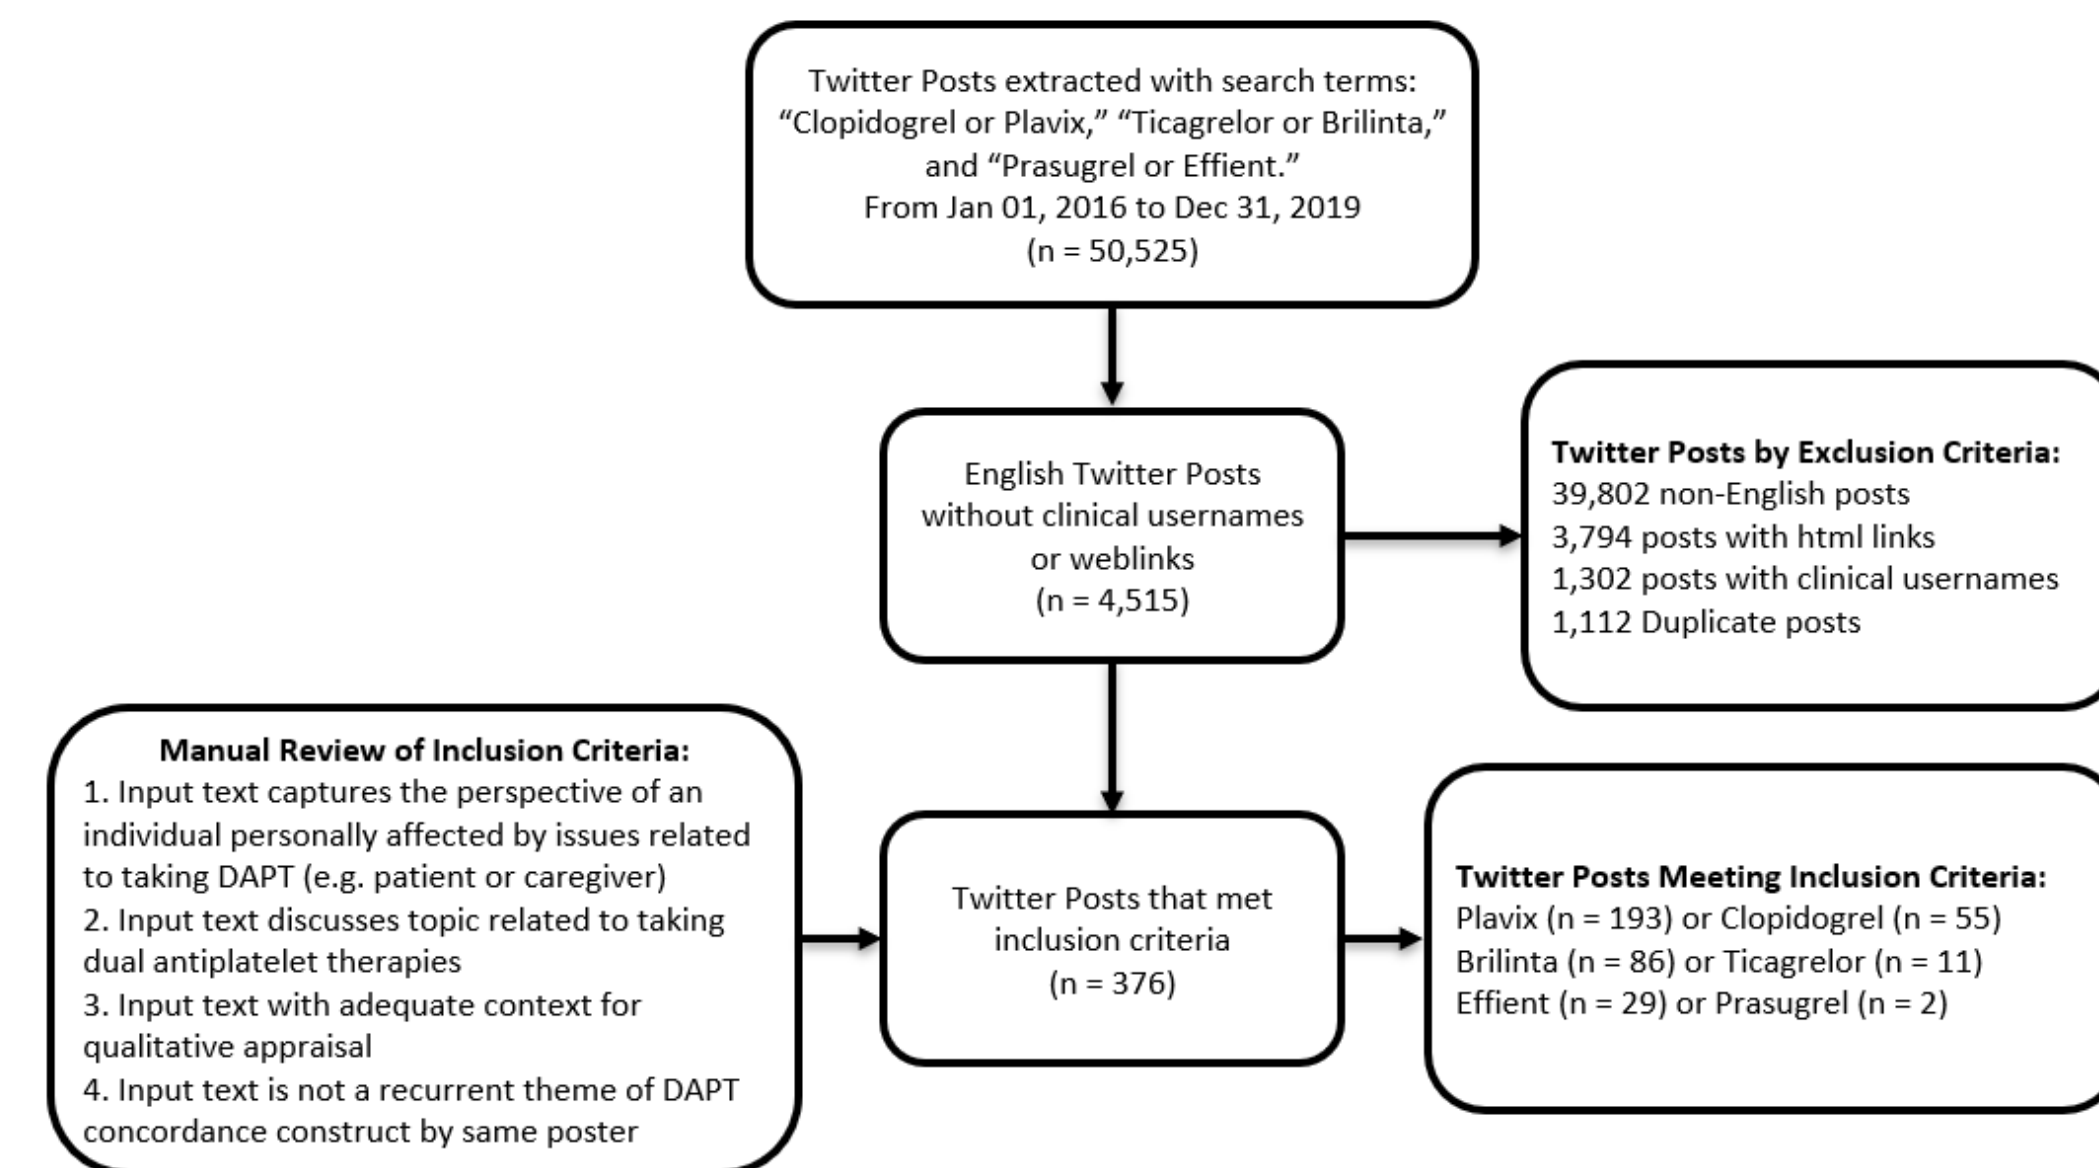 Twitter Posts extracted with search terms:
“Clopidogrel or Plavix,” “Ticagrelor or Brilinta,”
and “Prasugrel or Effient.”
From Jan 01, 2016 to Dec 31, 2019
(n = 50,525)
English Twitter Posts
without clinical usernames
or weblinks
(n = 4,515)
Twitter Posts by Exclusion Criteria:
39,802 non-English posts
3,794 posts with html links
1,302 posts with clinical usernames
1,112 Duplicate posts
Manual Review of Inclusion Criteria:
1. Input text captures the perspective of an
individual personally affected by issues related
to taking DAPT (e.g. patient or caregiver)
2. Input text discusses topic related to taking
dual antiplatelet therapies
3. Input text with adequate context for
qualitative appraisal
4. Input text is not a recurrent theme of DAPT
concordance construct by same poster
Twitter Posts that met
inclusion criteria
(n = 376)
Twitter Posts Meeting Inclusion Criteria:
Plavix (n = 193) or Clopidogrel (n = 55)
Brilinta (n = 86) or Ticagrelor (n = 11)
Effient (n = 29) or Prasugrel (n = 2)